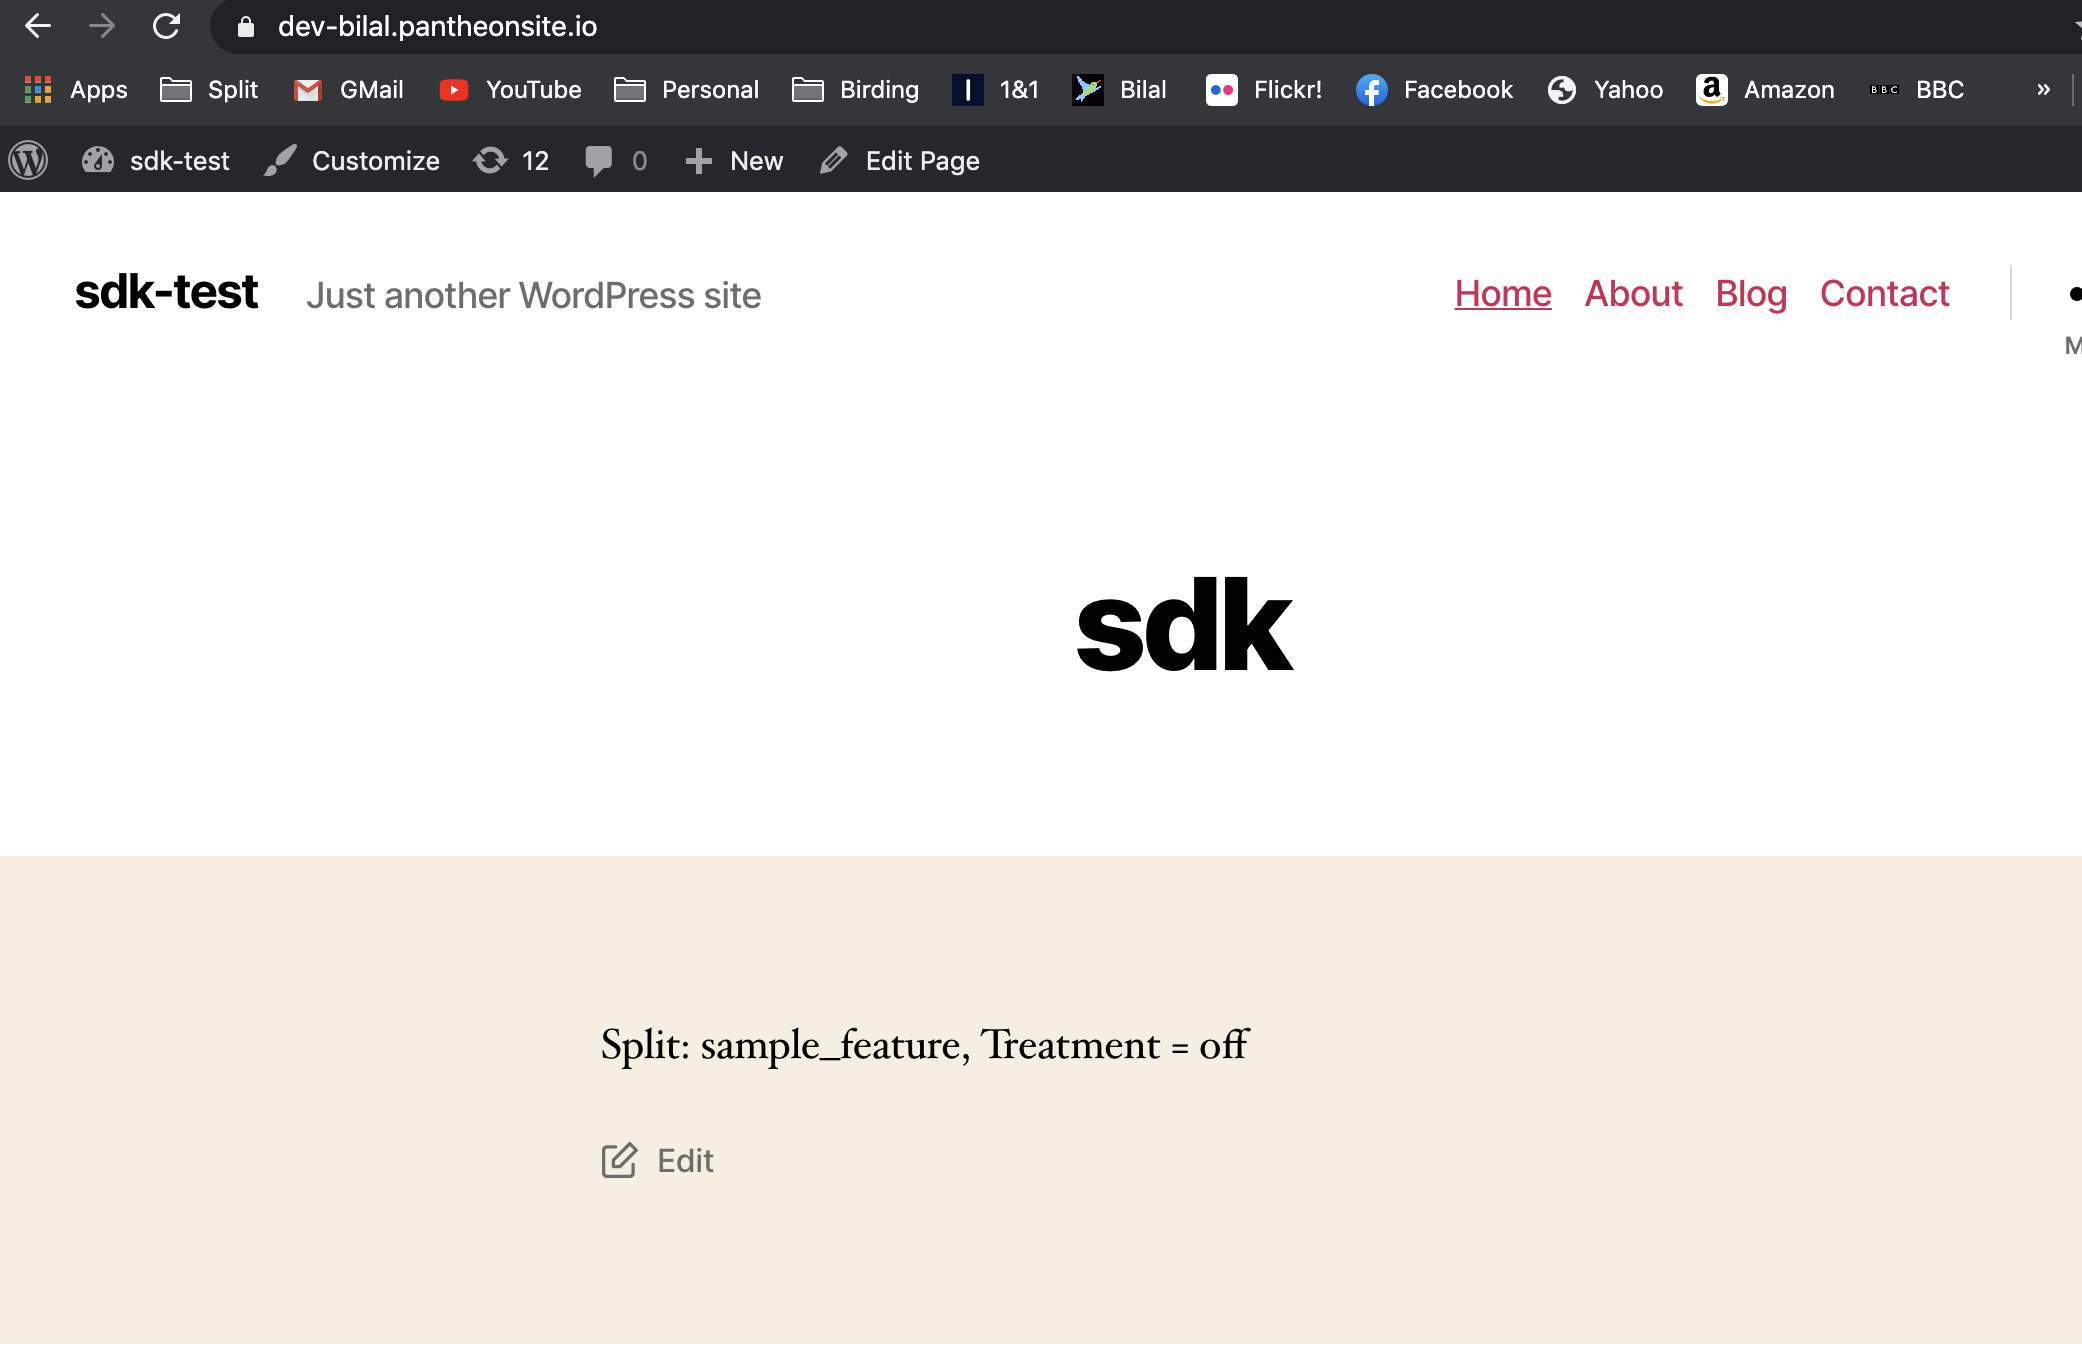 dev-bilal.pantheonsite.io
Apps Split GMail YouTube Personal Birding 1&1 Bilal Flickr! Facebook Yahoo Amazon BBC BBC »
sdk-test Customize 12 0 New Edit Page
sdk-test Just another WordPress site Home About Blog Contact
sdk
Split: sample_feature, Treatment = off
Edit